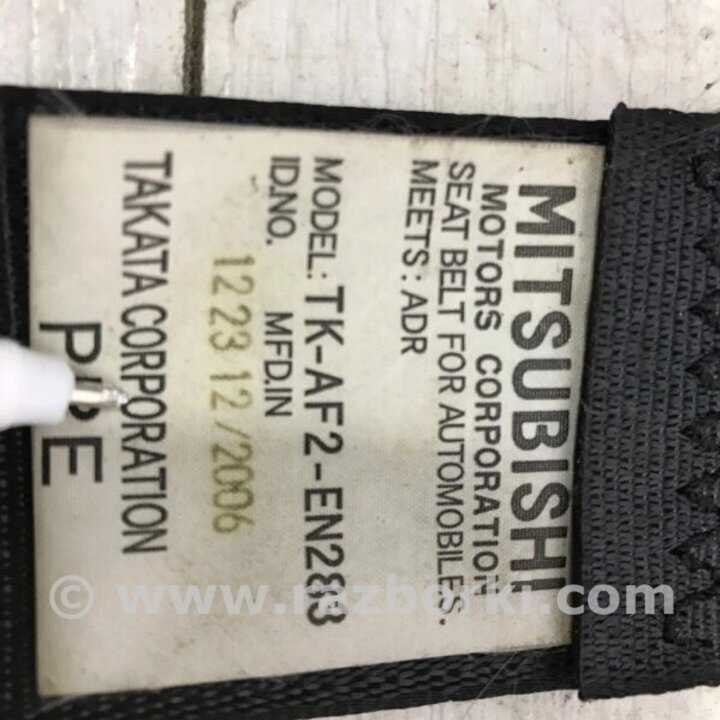 MITSUBISHI
MOTORS CORPORATION
SEAT BELT FOR AUTOMOBILES.
MEETS: ADR
MODEL: TK-AF2-EN283
ID.NO. MFD.IN
1223 12/2006
TAKATA CORPORATION
© www.razborki.com